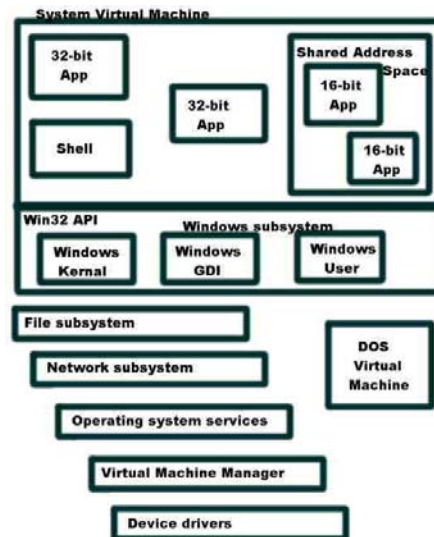 System Virtual Machine
32-bit
App
32-bit
App
Shell
Shared Address
Space
16-bit
App
16-bit
App
Win32 API
Windows subsystem
Windows
Kernal
Windows
GDI
Windows
User
File subsystem
Network subsystem
Operating system services
Virtual Machine Manager
Device drivers
DOS
Virtual
Machine